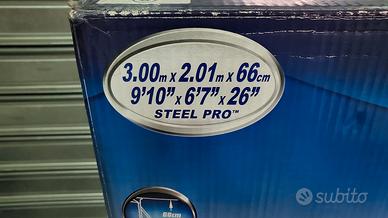 3.00m x 2.01m x 66cm
9'10" x 6'7" x 26"
STEEL PRO™
66cm
subito